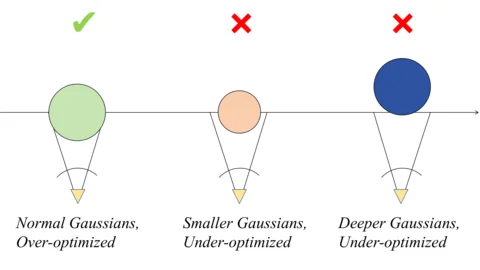 Normal Gaussians,
Over-optimized
Smaller Gaussians,
Under-optimized
Deeper Gaussians,
Under-optimized